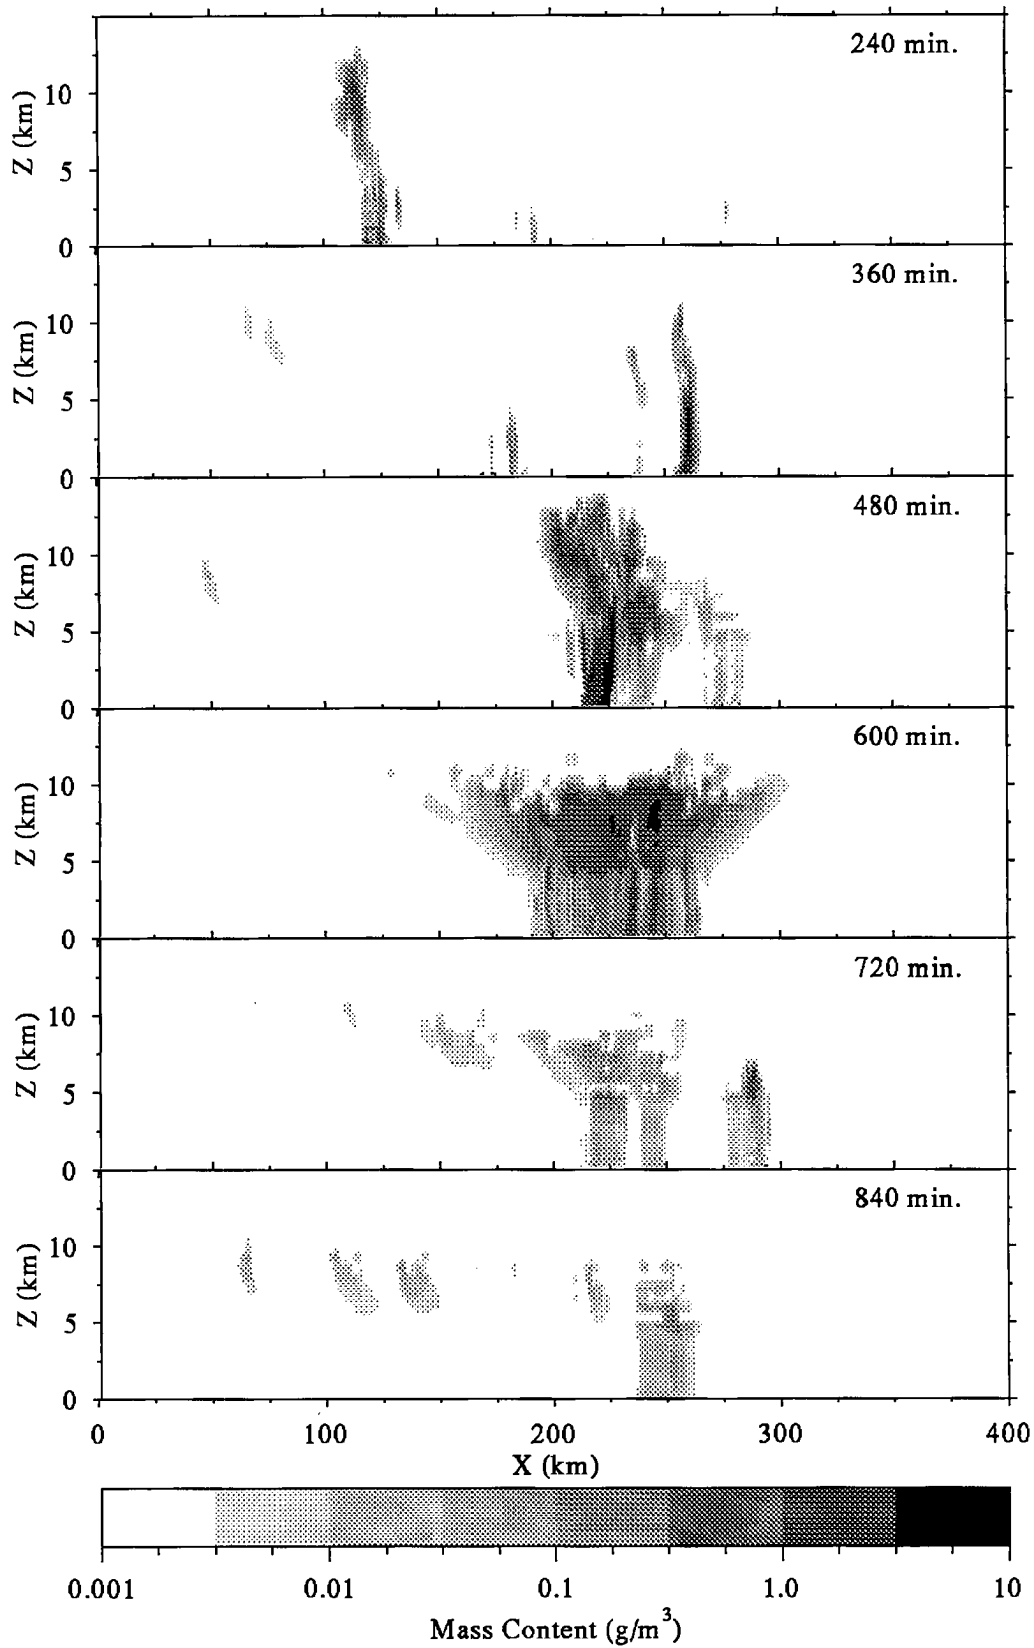 240 min.
Z (km)
10
5
0
360 min.
Z (km)
10
5
0
480 min.
Z (km)
10
5
0
600 min.
Z (km)
10
5
0
720 min.
Z (km)
10
5
0
840 min.
Z (km)
10
5
0
0 100 200 300 400
X (km)
0.001 0.01 0.1 1.0 10
Mass Content (g/m³)